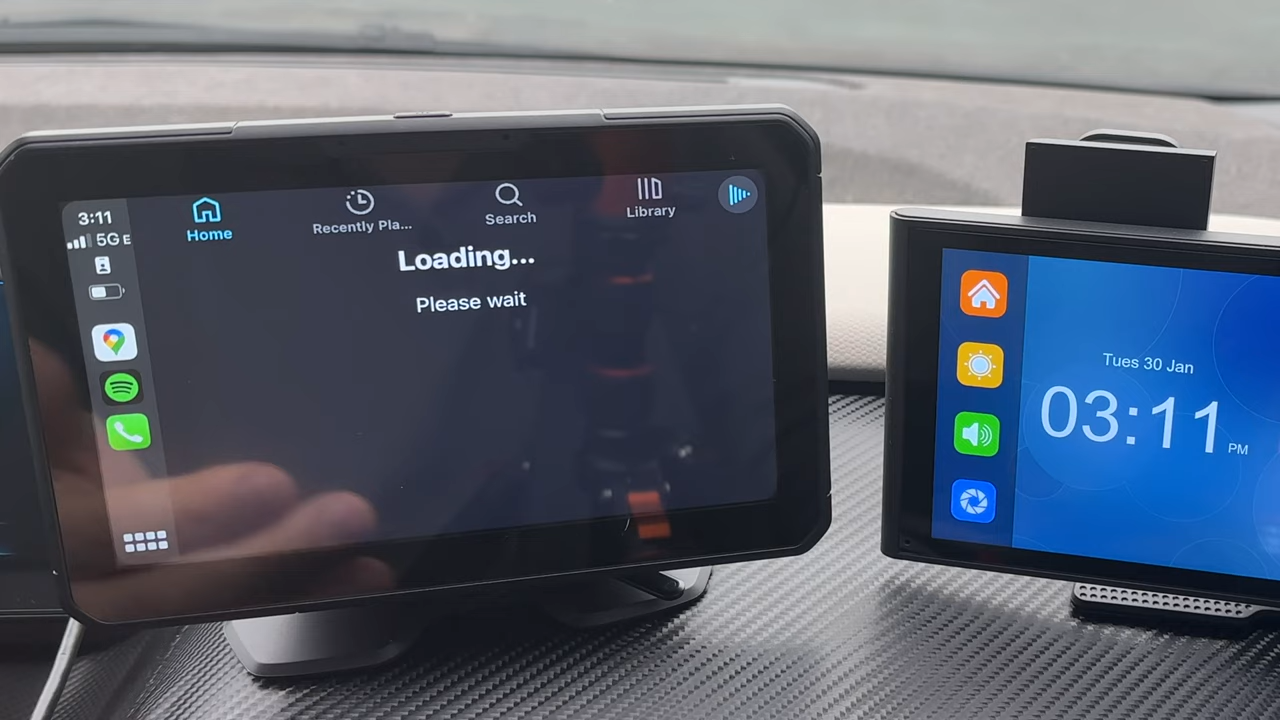 3:11
5G E
Home
Recently Pla...
Search
Library
Loading...
Please wait
Tues 30 Jan
03:11 PM